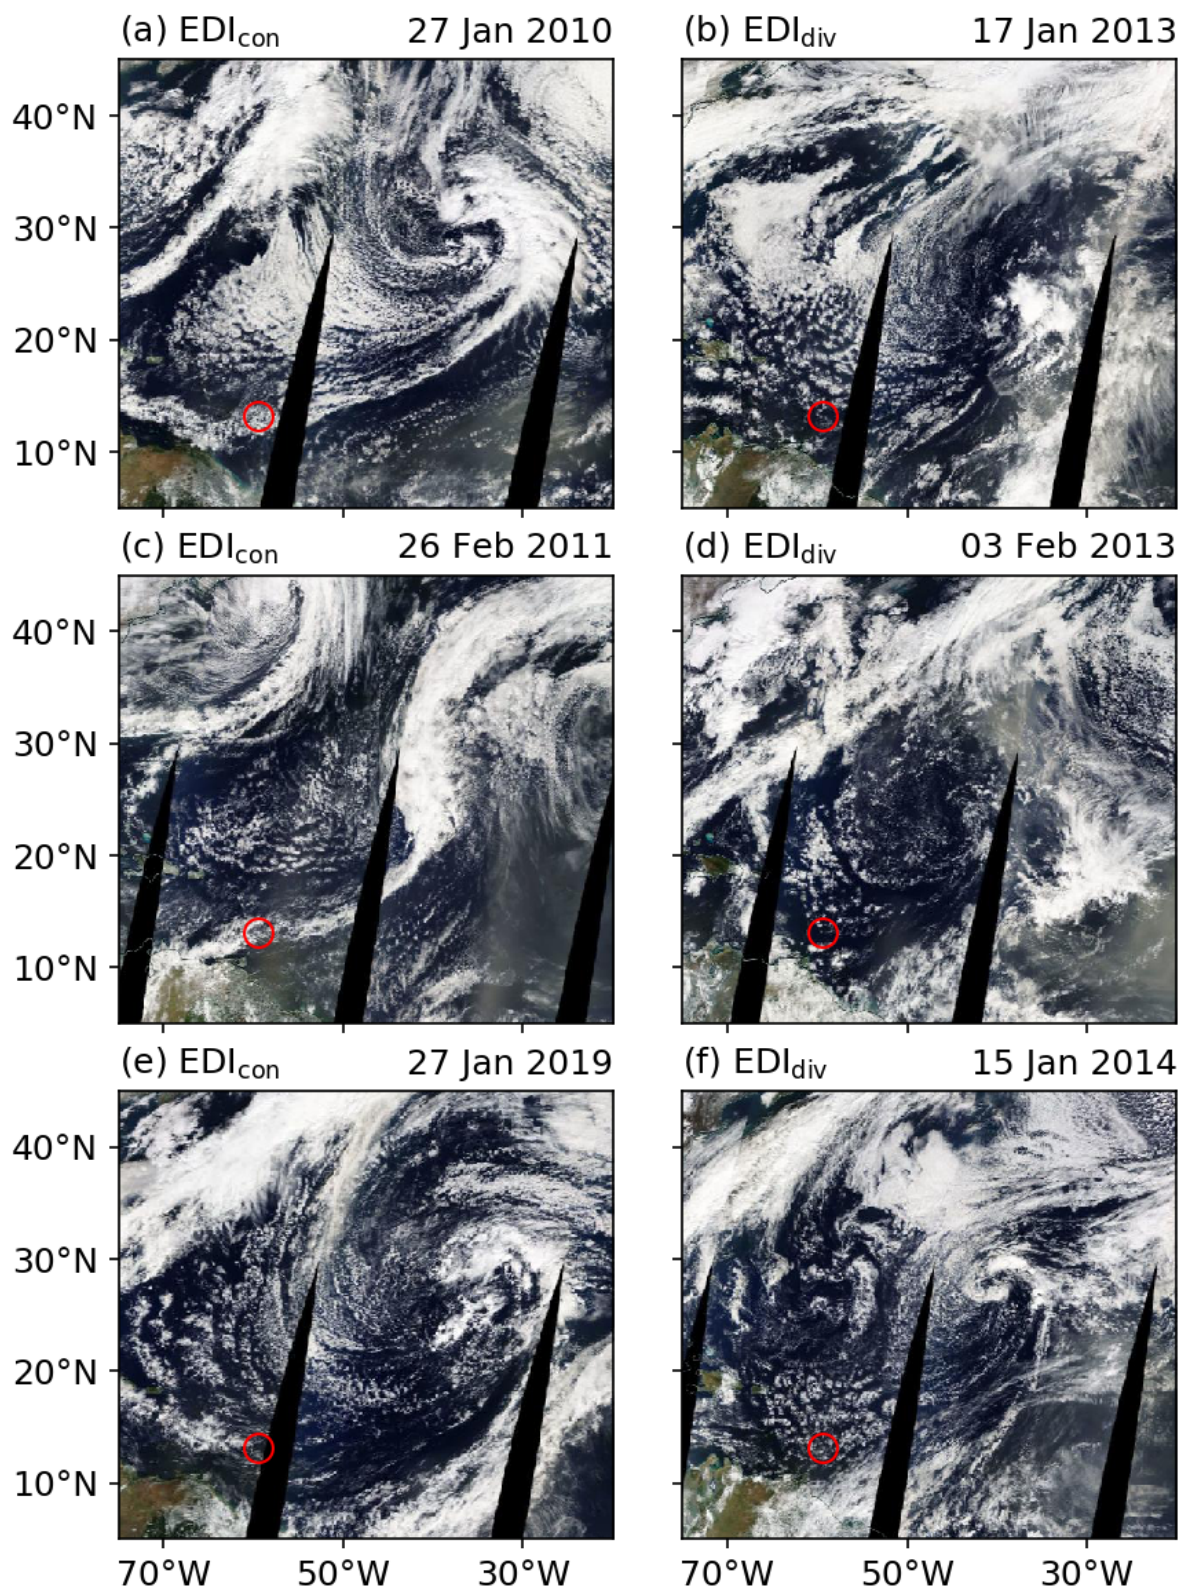 (a) EDIcon 27 Jan 2010
(b) EDIdiv 17 Jan 2013
40°N
30°N
20°N
10°N
(c) EDIcon 26 Feb 2011
(d) EDIdiv 03 Feb 2013
40°N
30°N
20°N
10°N
(e) EDIcon 27 Jan 2019
(f) EDIdiv 15 Jan 2014
40°N
30°N
20°N
10°N
70°W 50°W 30°W
70°W 50°W 30°W